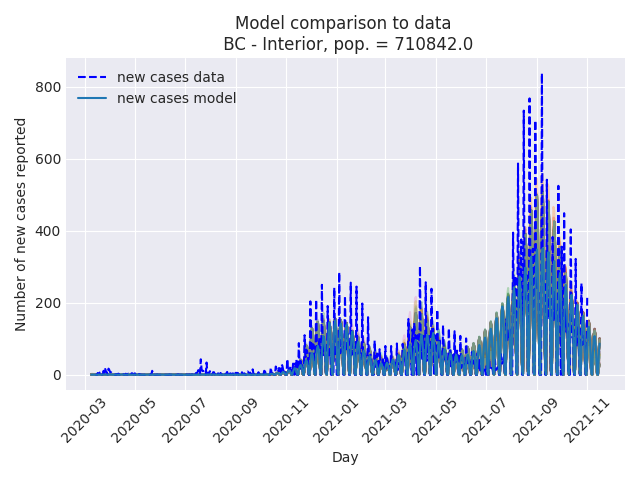 Model comparison to data
BC - Interior, pop. = 710842.0
new cases data
new cases model
Number of new cases reported
800
600
400
200
0
2020-03
2020-05
2020-07
2020-09
2020-11
2021-01
2021-03
2021-05
2021-07
2021-09
2021-11
Day